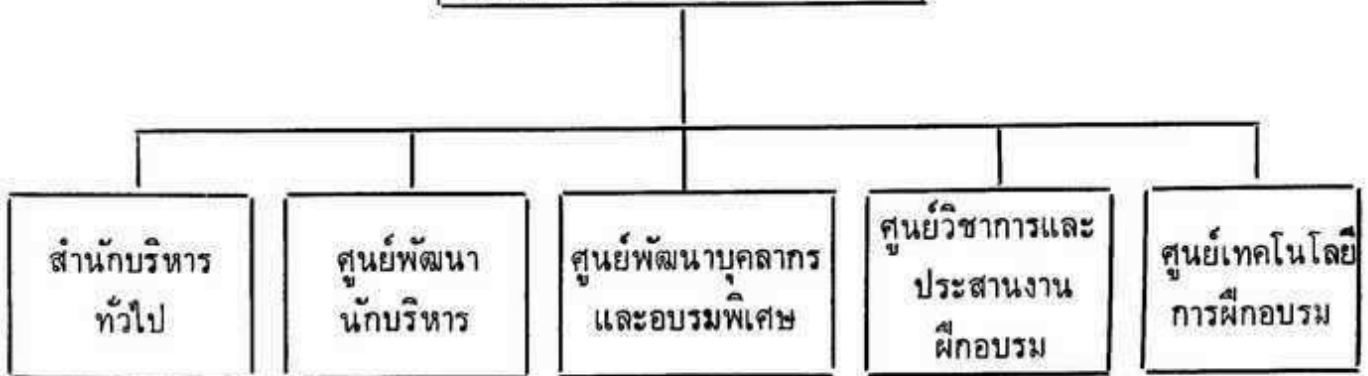 สำนักบริหาร
ทั่วไป
ศูนย์พัฒนา
นักบริหาร
ศูนย์พัฒนาบุคลากร
และอบรมพิเศษ
ศูนย์วิชาการและ
ประสานงาน
ฝึกอบรม
ศูนย์เทคโนโลยี
การฝึกอบรม